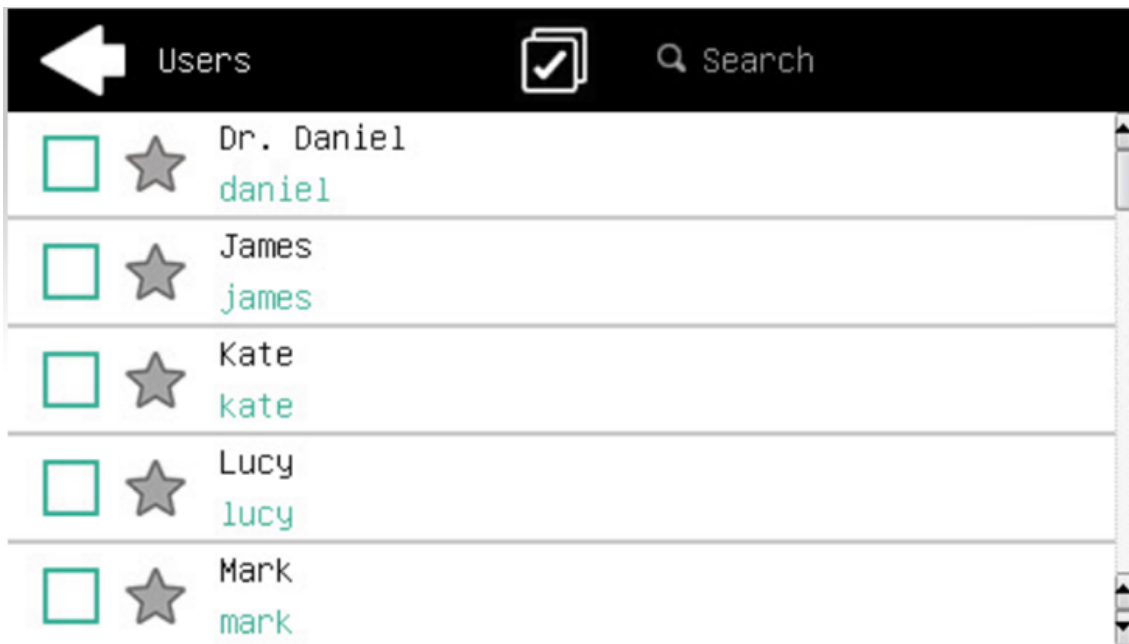 Users
Search
Dr. Daniel
daniel
James
james
Kate
kate
Lucy
lucy
Mark
mark